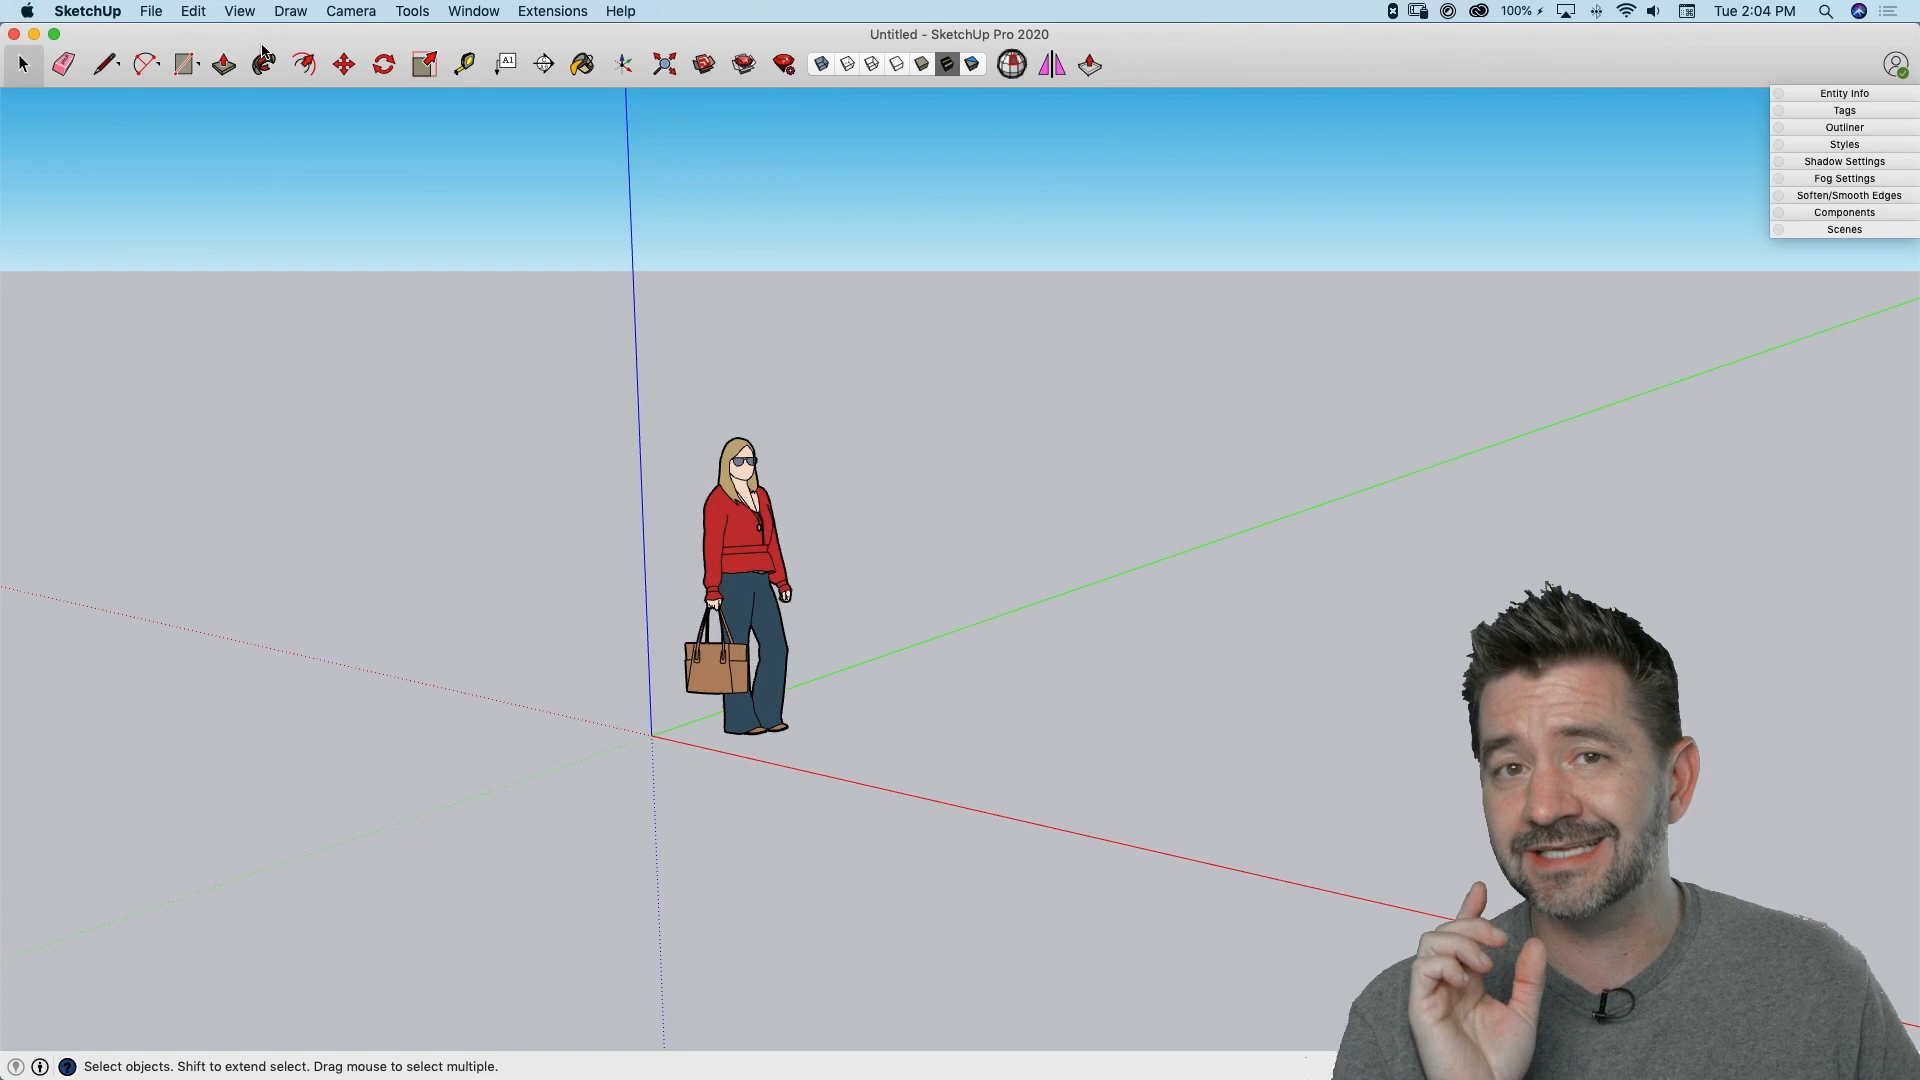 SketchUp File Edit View Draw Camera Tools Window Extensions Help 100% Tue 2:04 PM
Untitled - SketchUp Pro 2020
A1
Entity Info
Tags
Outliner
Styles
Shadow Settings
Fog Settings
Soften/Smooth Edges
Components
Scenes
? Select objects. Shift to extend select. Drag mouse to select multiple.